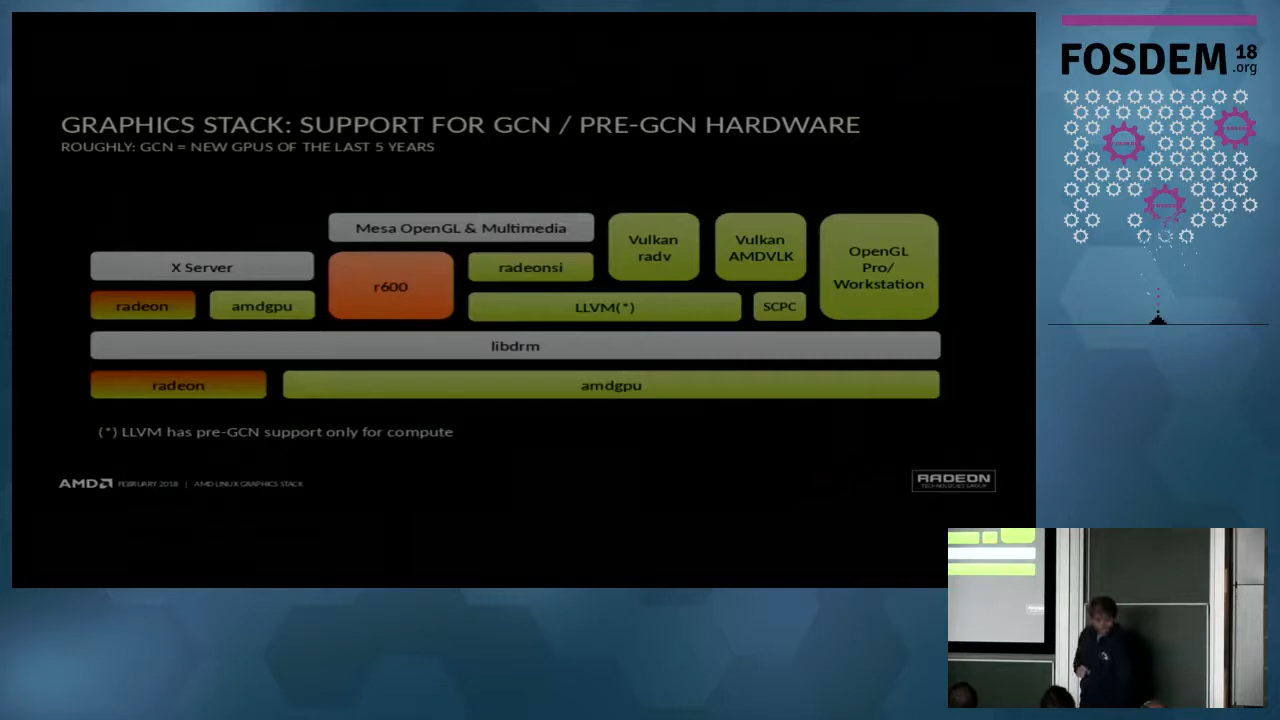 GRAPHICS STACK: SUPPORT FOR GCN / PRE-GCN HARDWARE
ROUGHLY: GCN = NEW GPUS OF THE LAST 5 YEARS
Mesa OpenGL & Multimedia
Vulkan
radv
Vulkan
AMDVLK
OpenGL
Pro/
Workstation
X Server
r600
radeonsi
radeon
amdgpu
LLVM(*)
SCPC
libdrm
radeon
amdgpu
(*) LLVM has pre-GCN support only for compute
AMD
FEBRUARY 2018 | AMD LINUX GRAPHICS STACK
RADEON
TECHNOLOGIES GROUP
FOSDEM 18
.org